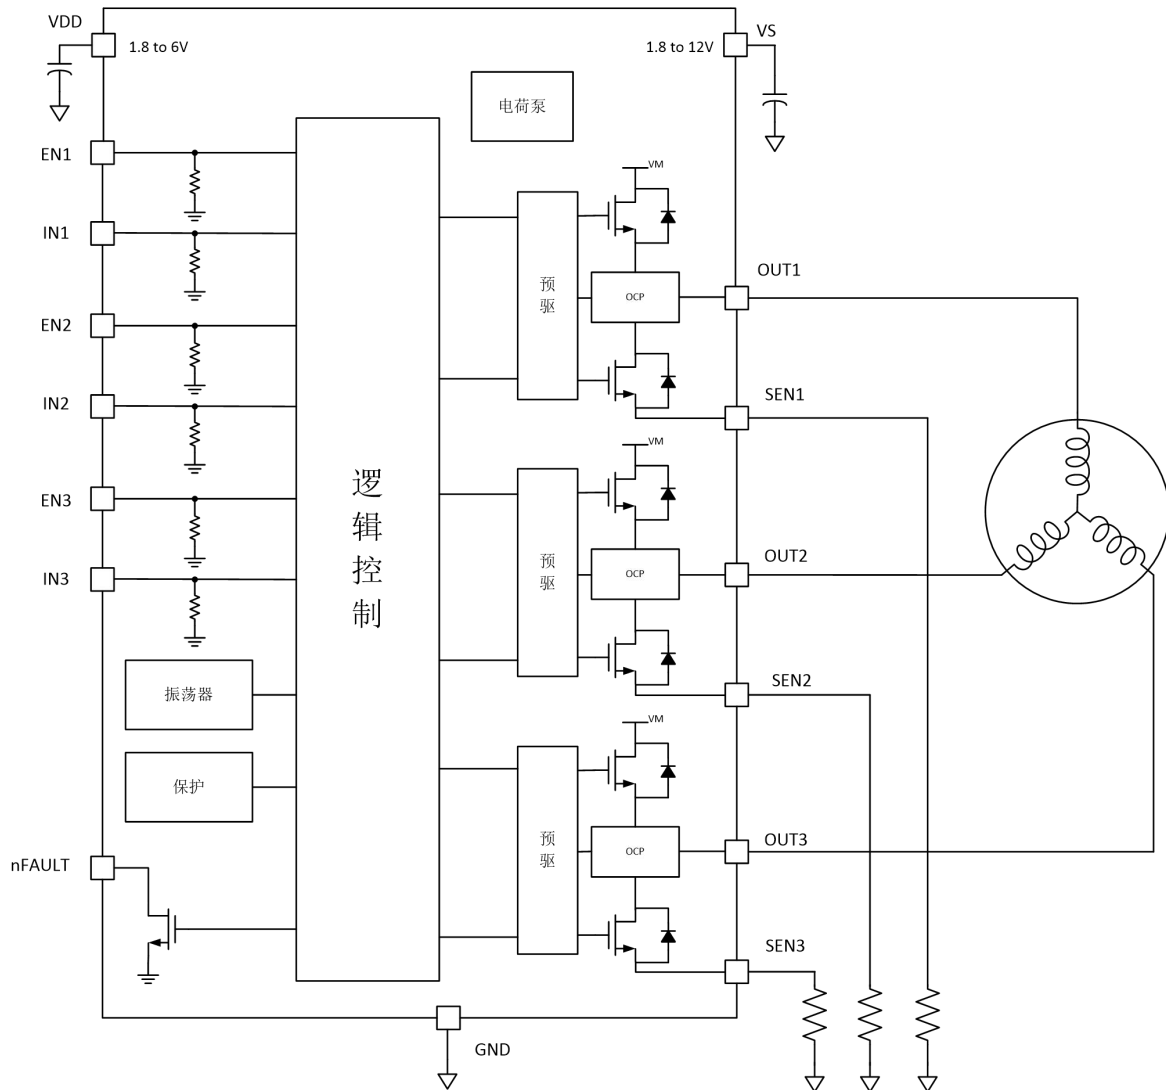 VDD
1.8 to 6V
1.8 to 12V
VS
电荷泵
EN1
IN1
EN2
IN2
EN3
IN3
逻辑控制
振荡器
保护
nFAULT
VM
预驱
OCP
OUT1
SEN1
VM
预驱
OCP
OUT2
SEN2
VM
预驱
OCP
OUT3
SEN3
GND